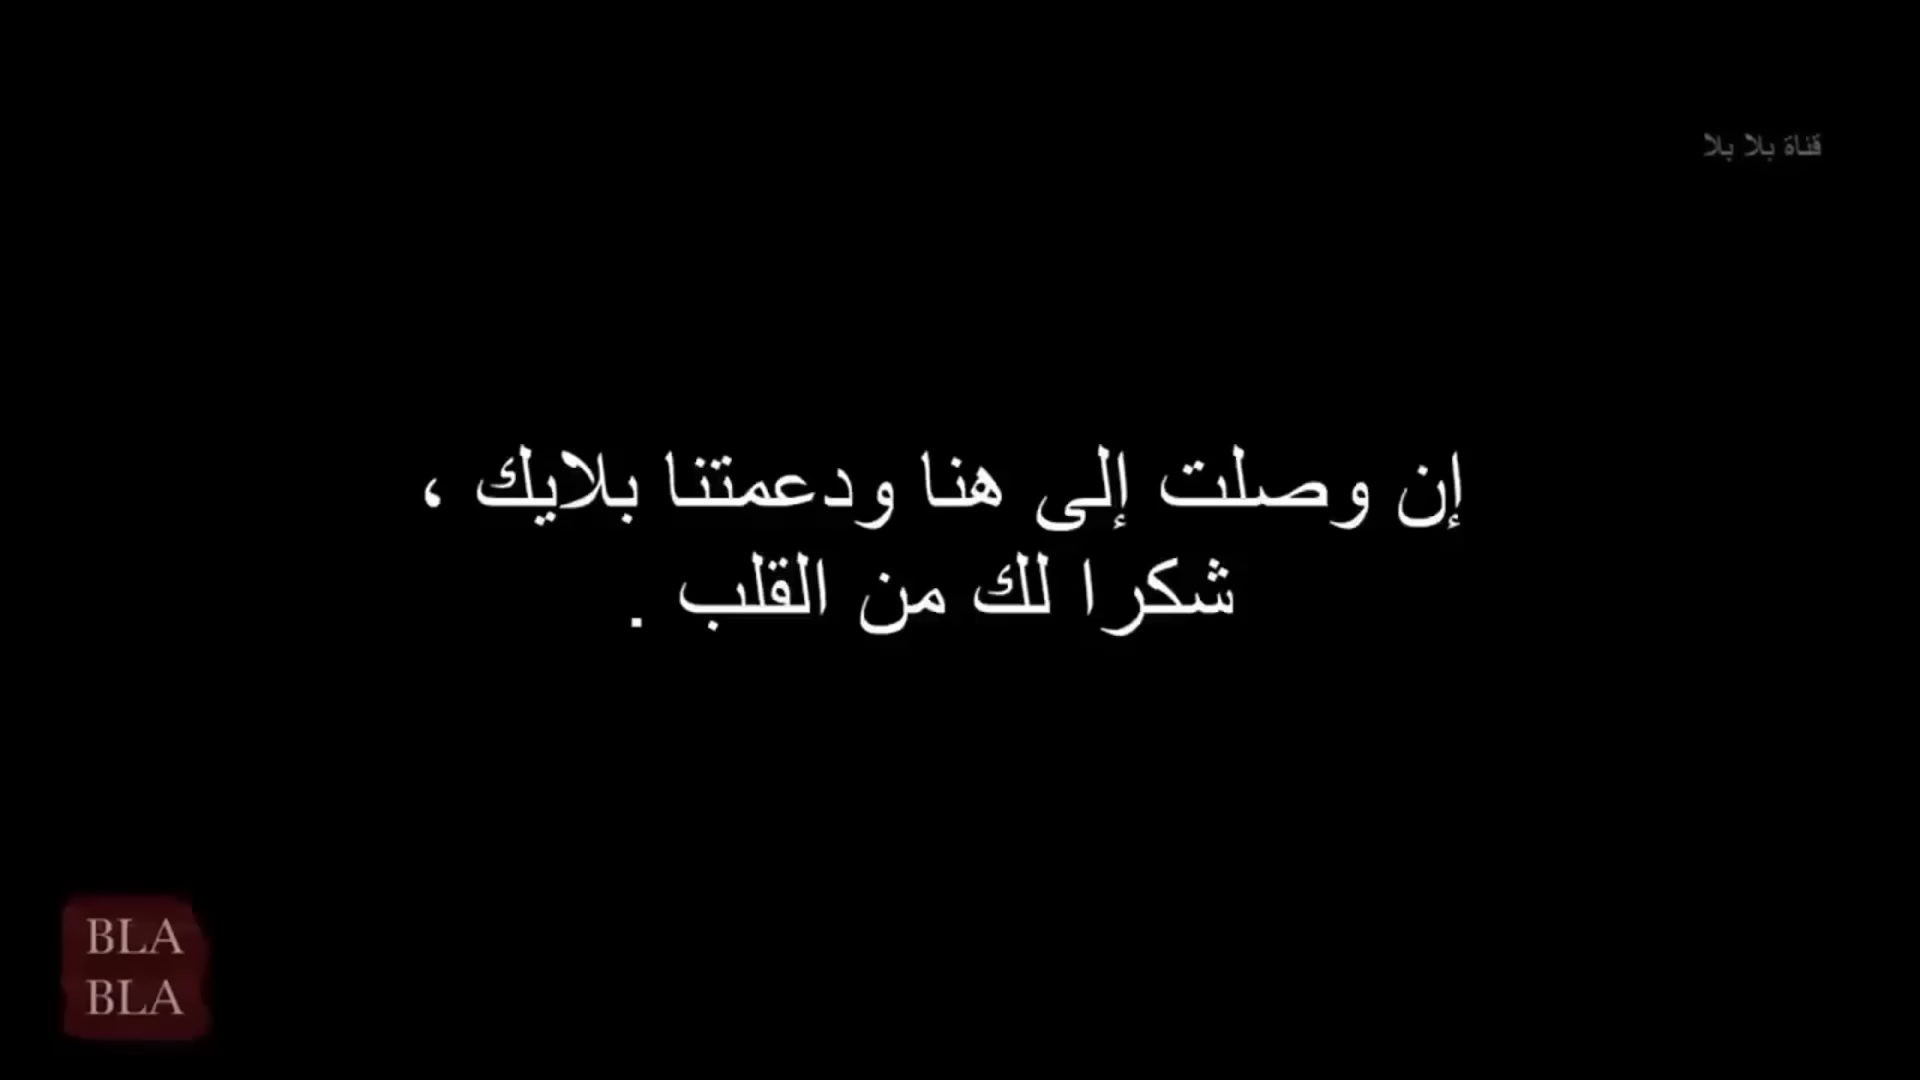 قناة بلا بلا
إن وصلت إلى هنا ودعمتنا بلايك ،
شكرا لك من القلب .
BLA
BLA